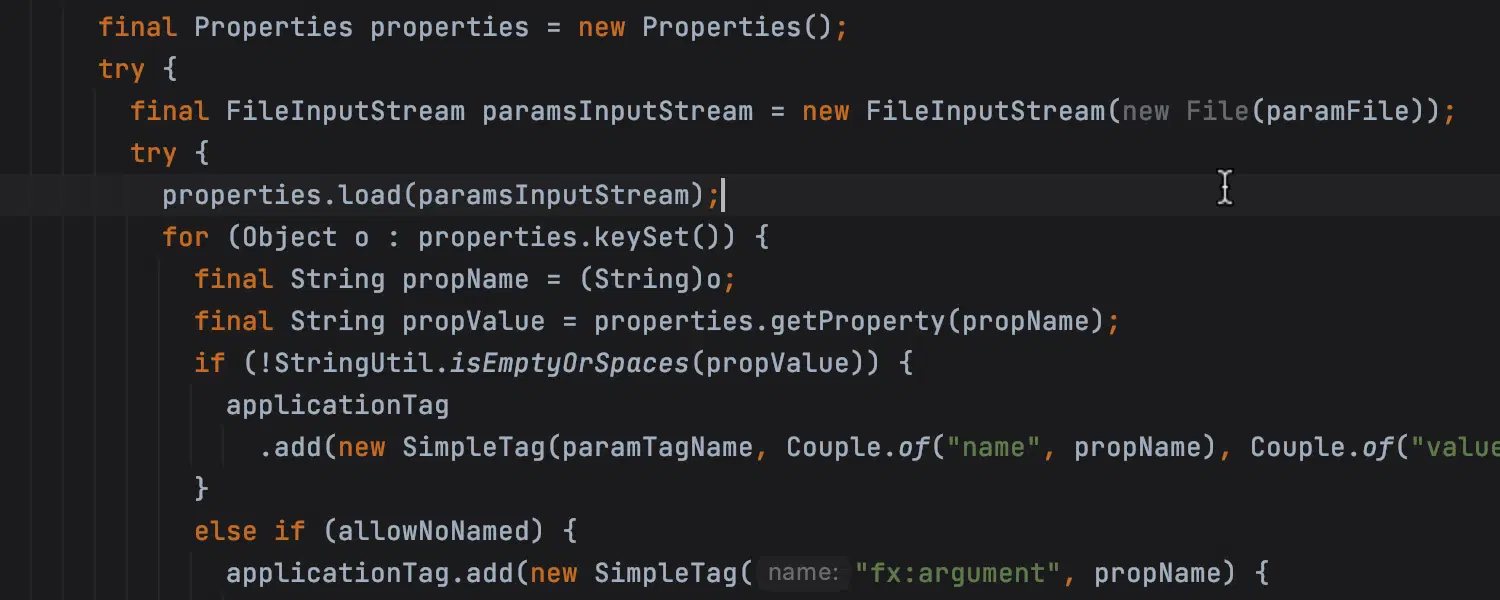 final Properties properties = new Properties();
try {
final FileInputStream paramsInputStream = new FileInputStream(new File(paramFile));
try {
properties.load(paramsInputStream);
for (Object o : properties.keySet()) {
final String propName = (String)o;
final String propValue = properties.getProperty(propName);
if (!StringUtil.isEmptyOrSpaces(propValue)) {
applicationTag
.add(new SimpleTag(paramTagName, Couple.of("name", propName), Couple.of("value
}
else if (allowNoNamed) {
applicationTag.add(new SimpleTag( name: "fx:argument", propName) {